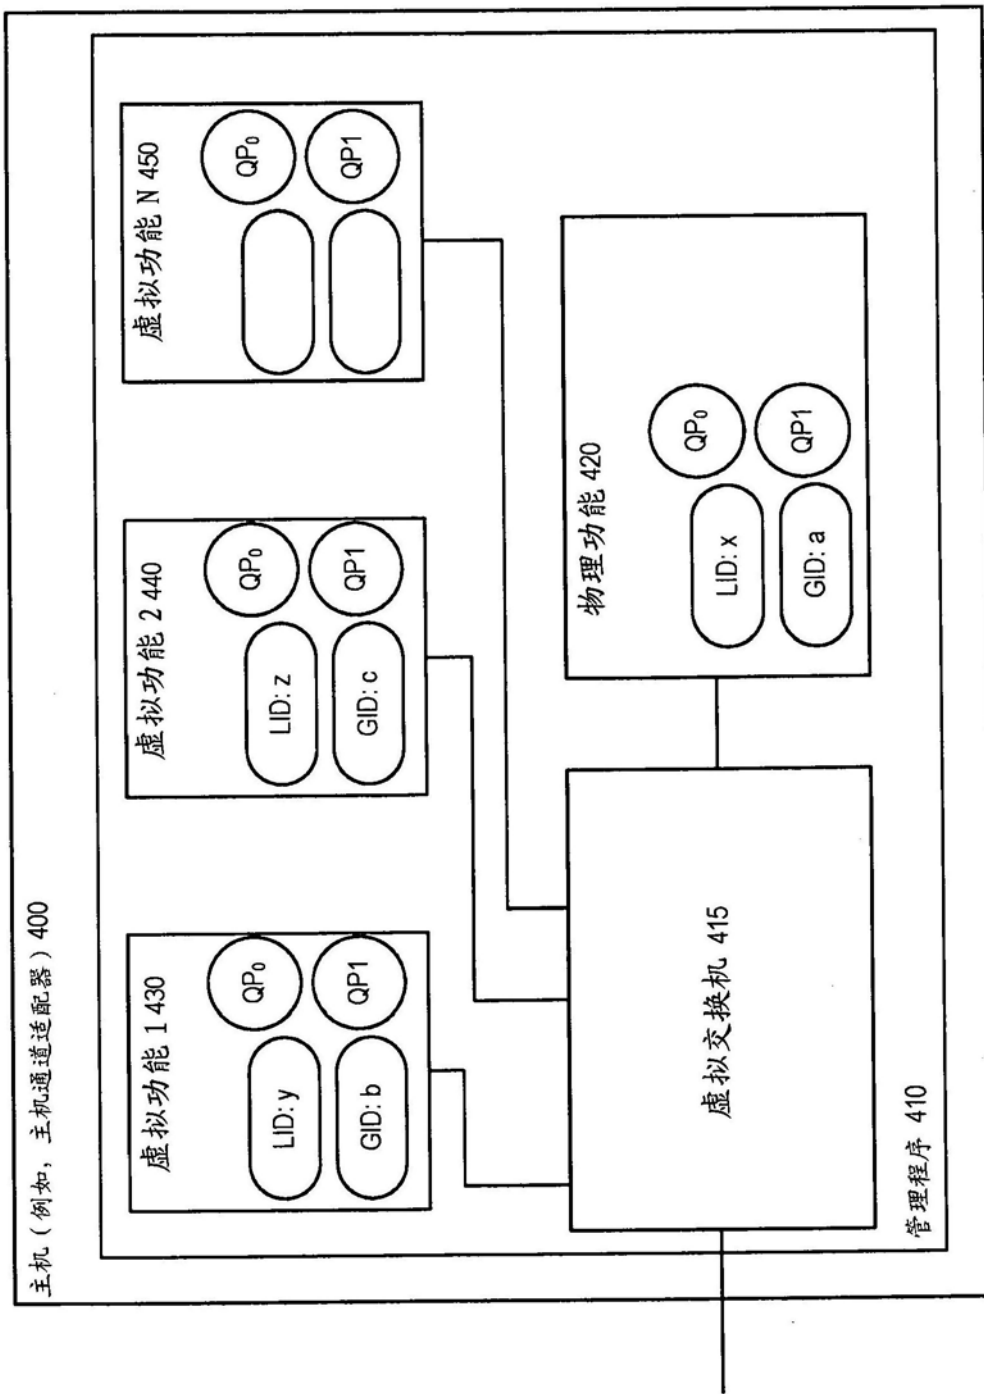 主机（例如，主机通道适配器）400
虚拟功能 1 430
QP₀
LID: y
QP1
GID: b
虚拟功能 2 440
QP₀
LID: z
QP1
GID: c
虚拟功能 N 450
QP₀
QP1
虚拟交换机 415
物理功能 420
QP₀
LID: x
QP1
GID: a
管理程序 410